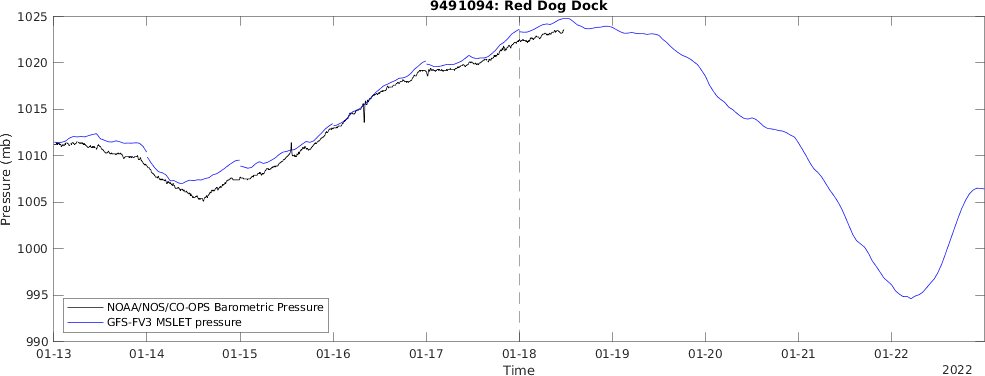 9491094: Red Dog Dock
Pressure (mb)
1025
1020
1015
1010
1005
1000
995
990
NOAA/NOS/CO-OPS Barometric Pressure
GFS-FV3 MSLET pressure
01-13 01-14 01-15 01-16 01-17 01-18 01-19 01-20 01-21 01-22
Time
2022